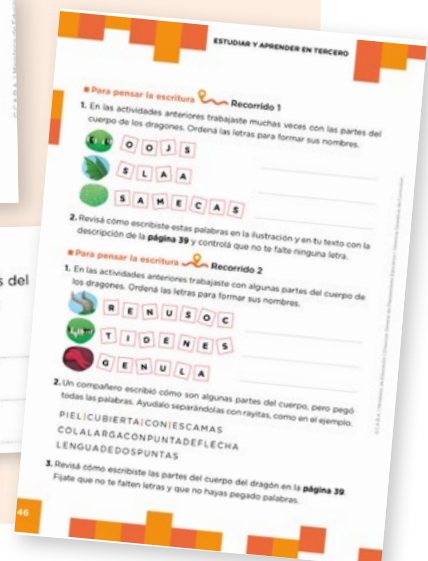 ESTUDIAR Y APRENDER EN TERCERO
Para pensar la escritura Recorrido 1
1. En las actividades anteriores trabajaste muchas veces con las partes del
cuerpo de los dragones. Ordená las letras para formar sus nombres.
O O J S
S L A A
S A M E C A S
2. Revisá cómo escribiste estas palabras en la ilustración y en tu texto con la
descripción de la página 39 y controlá que no te falte ninguna letra.
Para pensar la escritura Recorrido 2
1. En las actividades anteriores trabajaste con algunas partes del cuerpo de
los dragones. Ordená las letras para formar sus nombres.
R E N U S O C
T I D E N E S
G E N U L A
2. Un compañero escribió cómo son algunas partes del cuerpo, pero pegó
todas las palabras. Ayudalo separándolas con rayitas, como en el ejemplo.
PIEL|CUBIERTA|CON|ESCAMAS
COLALARGACONPUNTADEFLECHA
LENGUADEDOSPUNTAS
3. Revisá cómo escribiste las partes del cuerpo del dragón en la página 39.
Fijate que no te falten letras y que no hayas pegado palabras.
46
del